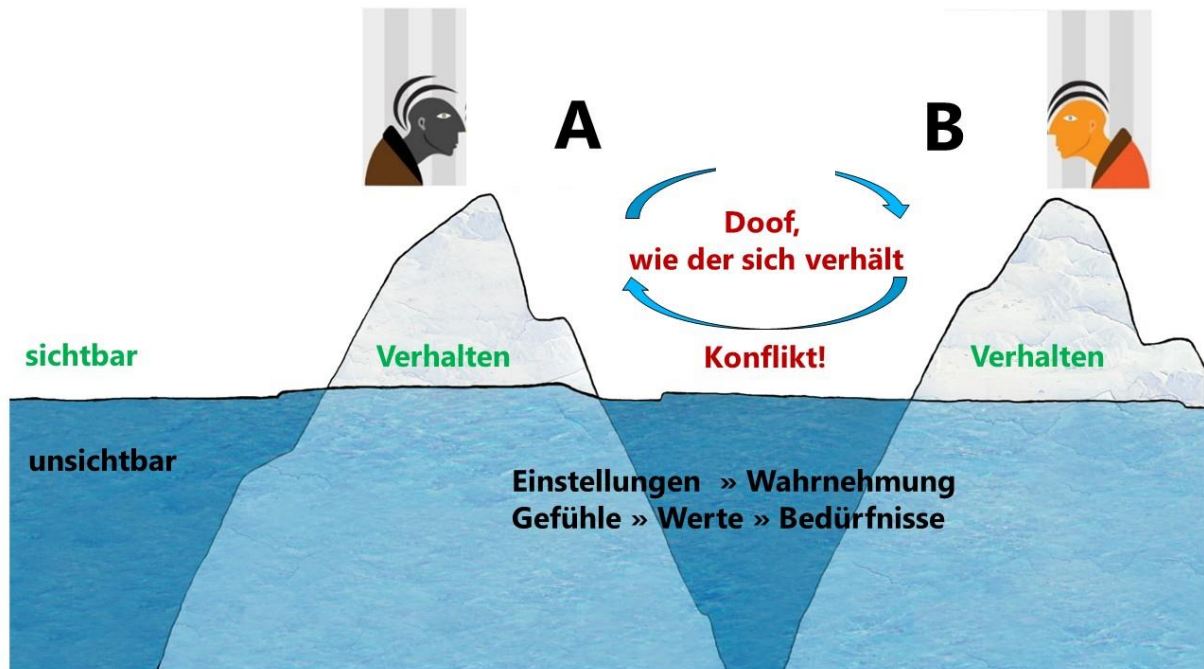 A
B
Doof,
wie der sich verhält
sichtbar
Verhalten
Konflikt!
Verhalten
unsichtbar
Einstellungen » Wahrnehmung
Gefühle » Werte » Bedürfnisse